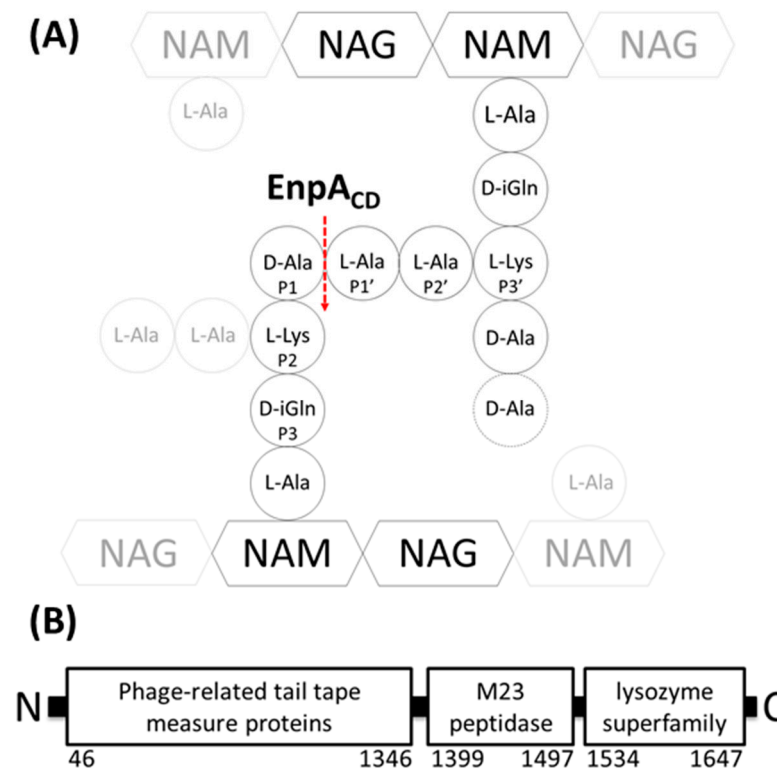 (A)
NAM NAG NAM NAG
L-Ala L-Ala
D-iGln
EnpACD
D-Ala P1 L-Ala P1' L-Ala P2' L-Lys P3'
L-Ala L-Ala L-Lys P2 D-Ala
D-iGln P3 D-Ala
L-Ala L-Ala
NAG NAM NAG NAM
(B)
N Phage-related tail tape measure proteins M23 peptidase lysozyme superfamily C
46 1346 1399 1497 1534 1647